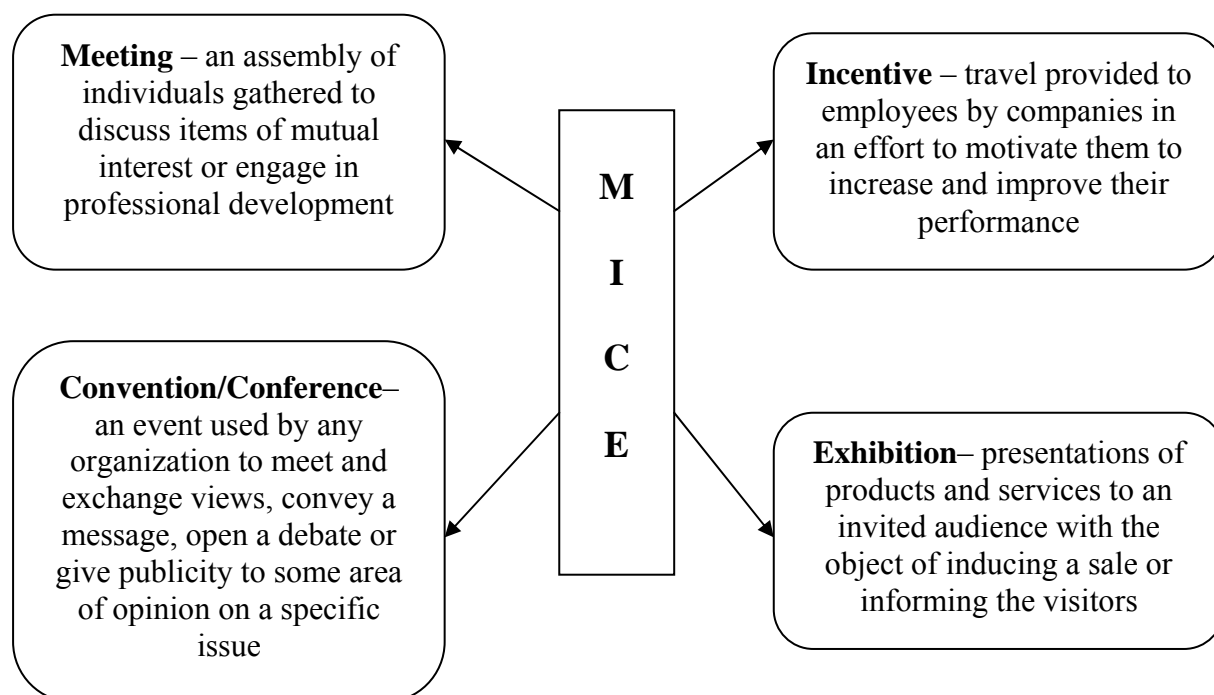 Meeting – an assembly of
individuals gathered to
discuss items of mutual
interest or engage in
professional development
Incentive – travel provided to
employees by companies in
an effort to motivate them to
increase and improve their
performance
M
I
C
E
Convention/Conference–
an event used by any
organization to meet and
exchange views, convey a
message, open a debate or
give publicity to some area
of opinion on a specific
issue
Exhibition– presentations of
products and services to an
invited audience with the
object of inducing a sale or
informing the visitors